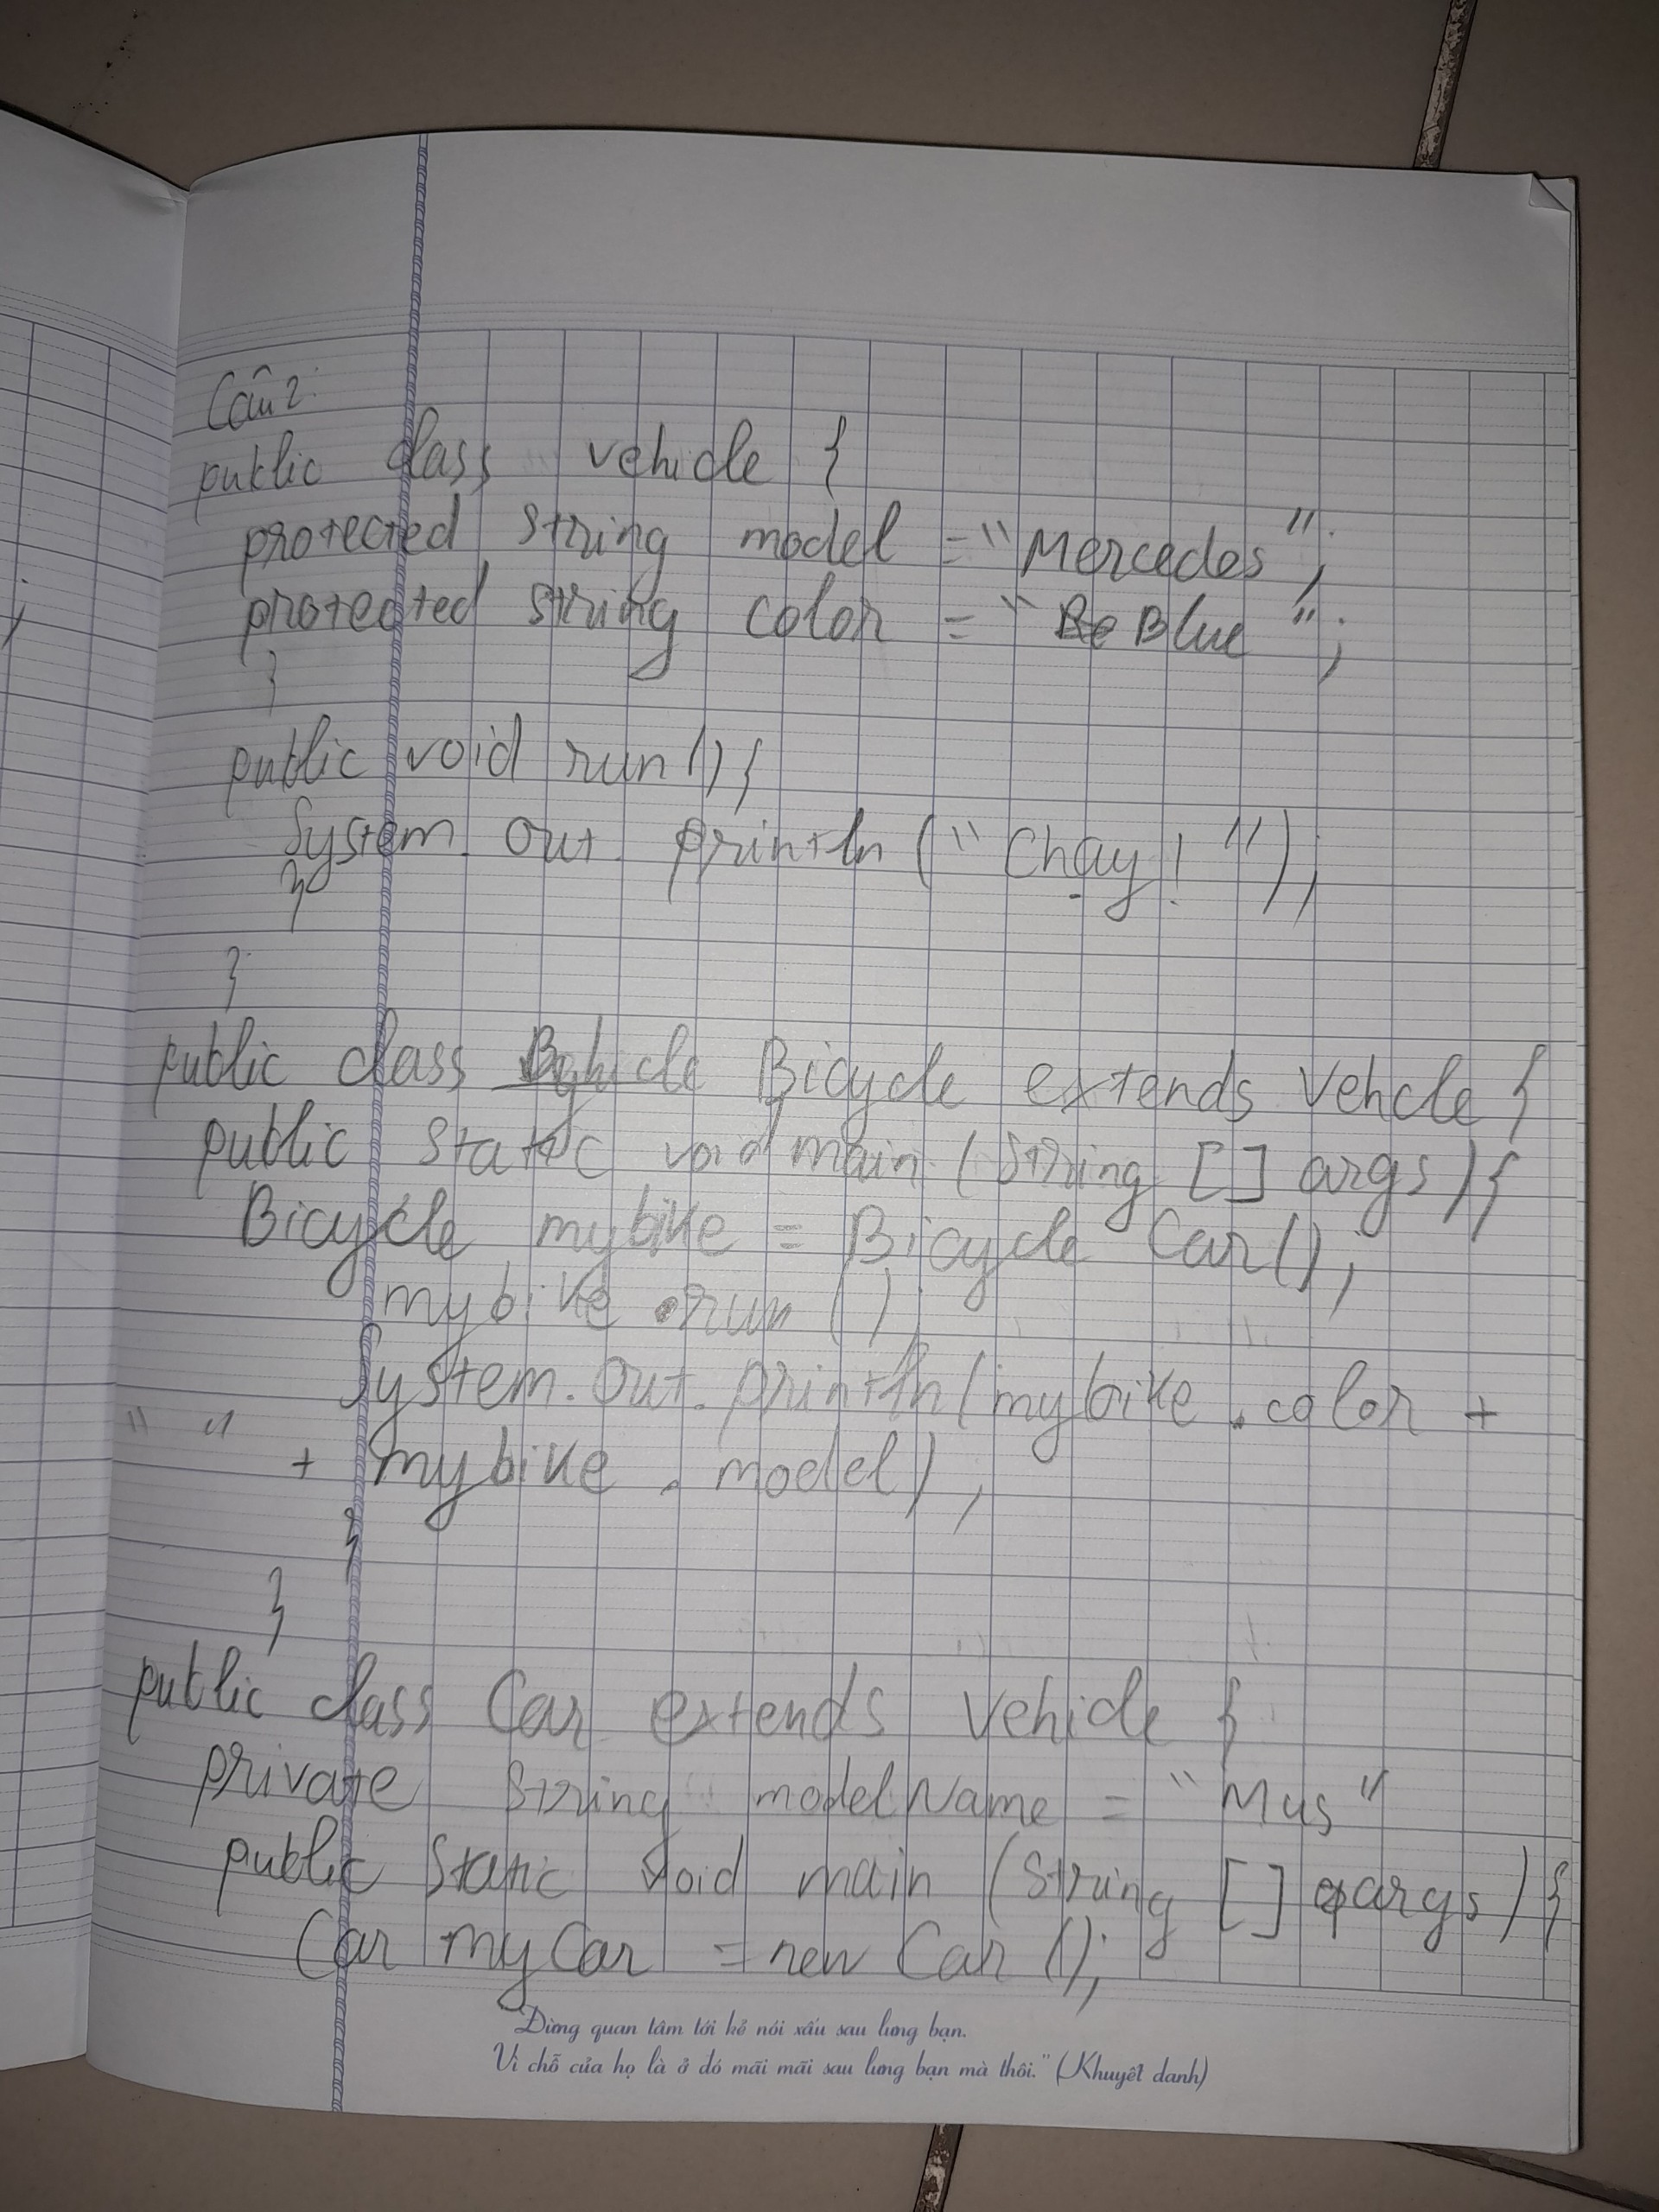 Câu 2:
public class vehicle {
protected string model = "Mercedes";
protected string color = "Blue";
}
public void run(){
System.out.println("Chạy!");
}
}
public class Bicycle extends Vehcle {
public static void main (String [] args){
Bicycle mybike = Bicycle Car();
mybike.run();
System.out.println(mybike.color +
" " + mybike.model);
}
}
public class Car extends Vehicle {
private String modelName = "Mus"
public static void main (String [] args){
Car myCar = new Car();
Đừng quan tâm tới kẻ nói xấu sau lưng bạn.
Vì chỗ của họ là ở đó mãi mãi sau lưng bạn mà thôi." (Khuyết danh)